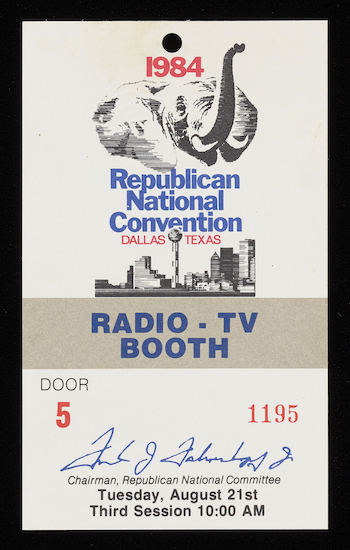 1984
Republican
National
Convention
DALLAS TEXAS
RADIO - TV
BOOTH
DOOR
5 1195
Frank J Fahrenkopf Jr
Chairman, Republican National Committee
Tuesday, August 21st
Third Session 10:00 AM